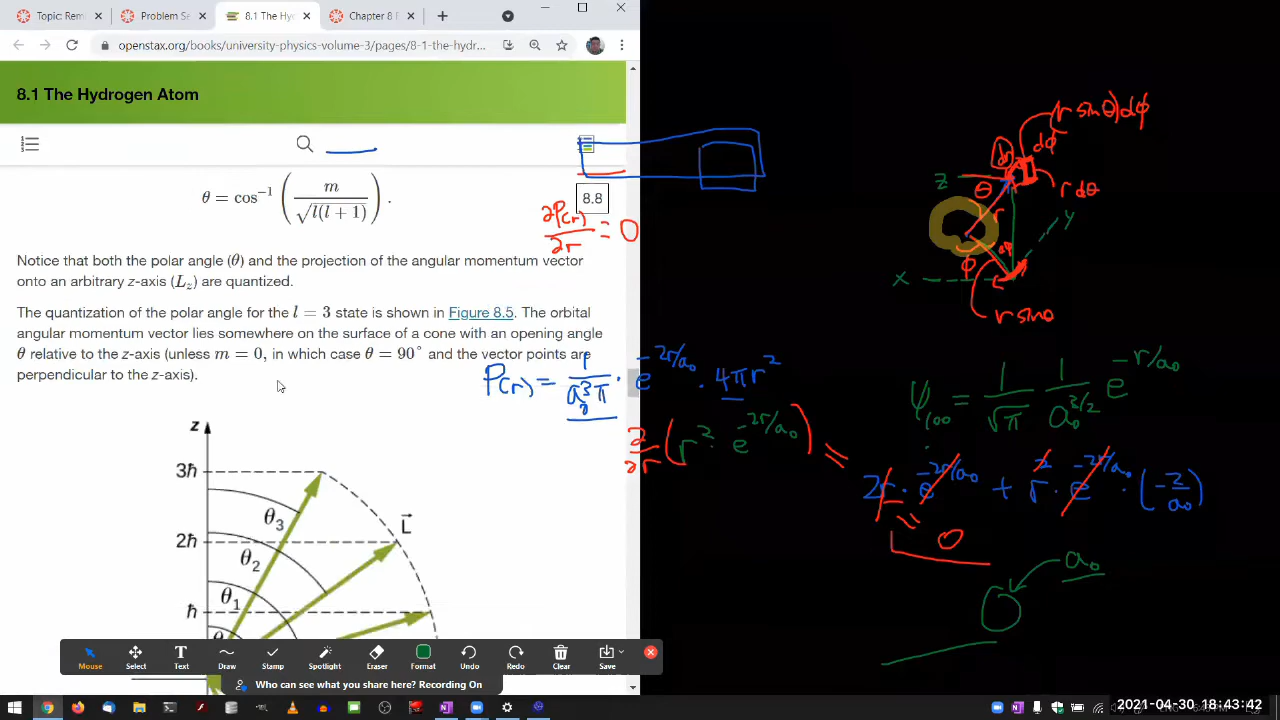 Topic Remo
8.1 The Hydrogen Atom
Chapter 8 E
openstax.org/books/university-physics-volume-3/pages/8-1-the-hydr...
8.1 The Hydrogen Atom
θ = cos⁻¹ (m / √l(l + 1)) .
8.8
Notice that both the polar angle (θ) and the projection of the angular momentum vector
onto an arbitrary z-axis (L_z) are quantized.
The quantization of the polar angle for the l = 3 state is shown in Figure 8.5. The orbital
angular momentum vector lies somewhere on the surface of a cone with an opening angle
θ relative to the z-axis (unless m = 0, in which case θ = 90° and the vector points are
perpendicular to the z-axis).
z
3ħ
θ₃
L⃗
2ħ
θ₂
θ₁
ħ
∂P(r)/∂r = 0
P(r) = 1/(a₀³π) · e^(-2r/a₀) · 4πr²
∂/∂r (r² · e^(-2r/a₀)) =
r sinθ) dϕ
dr
dϕ
z
θ
r dθ
r
y
dϕ
ϕ
x
r sinθ
ψ₁₀₀ = 1/√π 1/a₀^(3/2) e^(-r/a₀)
2r · e^(-2r/a₀) + r² · e^(-2r/a₀) · (-2/a₀)
= 0
a₀
Mouse
Select
Text
Draw
Stamp
Spotlight
Eraser
Format
Undo
Redo
Clear
Save
Who can see what you share here? Recording On
2021-04-30 18:43:42